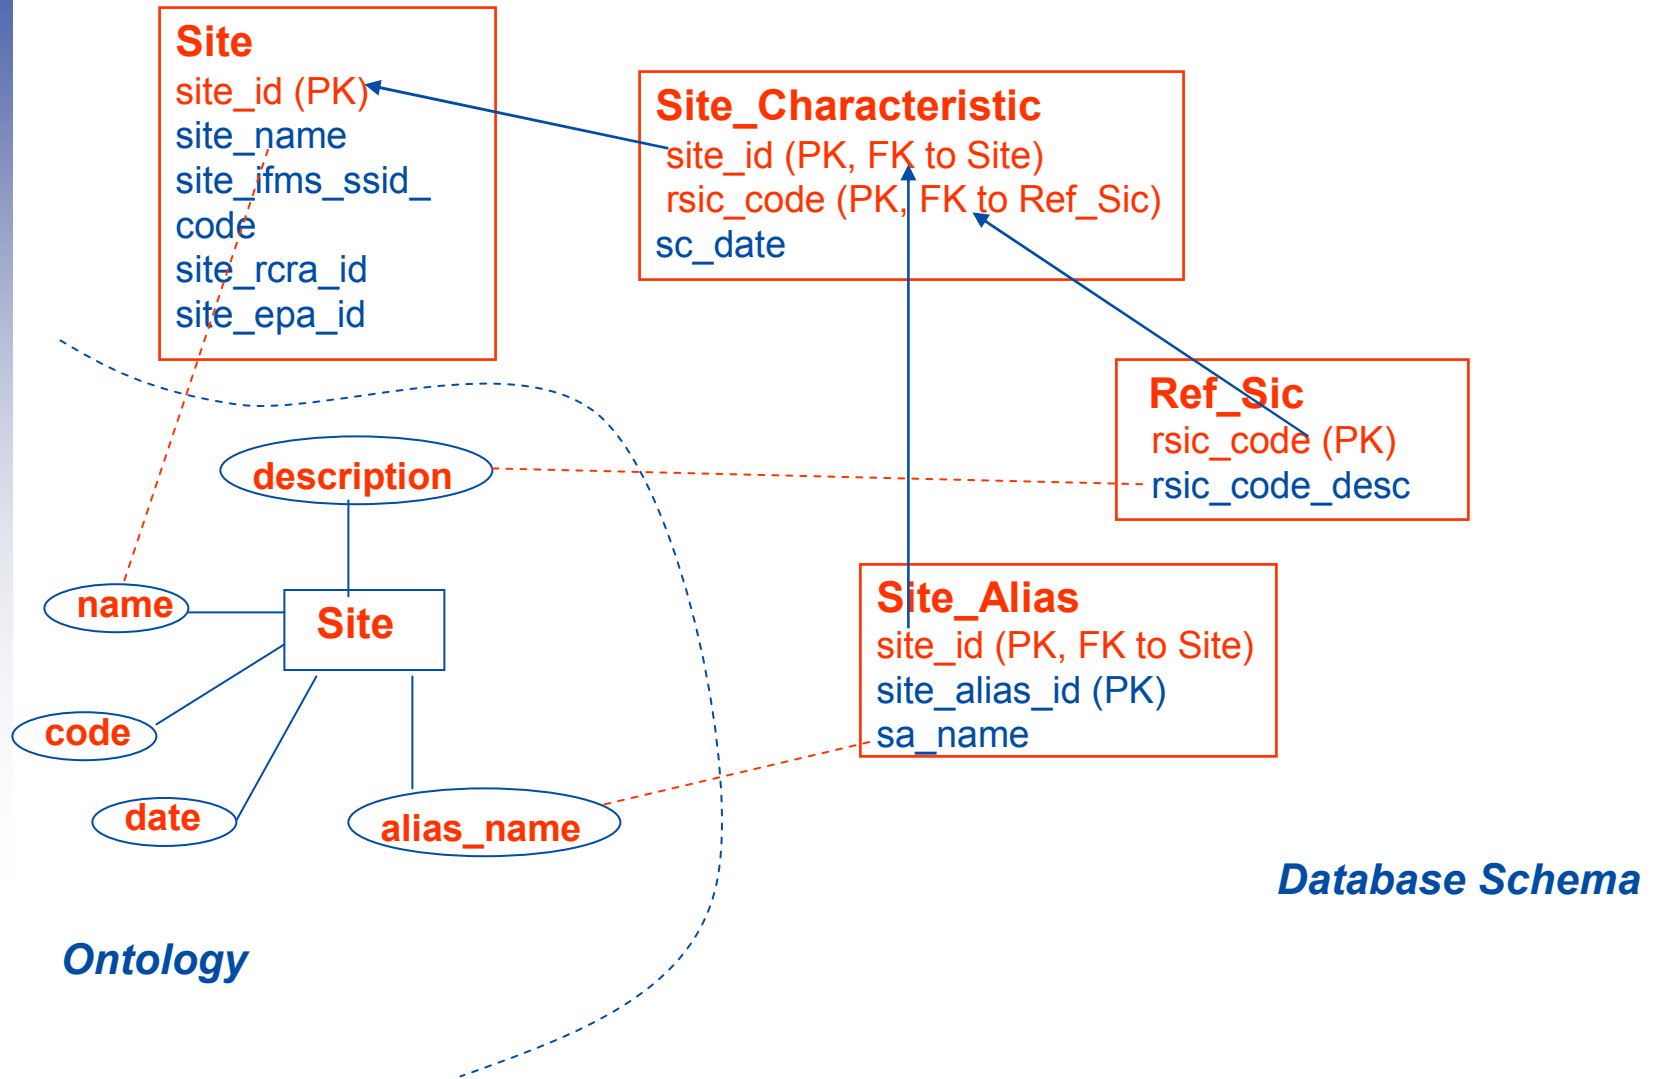 Site
site_id (PK)
site_name
site_ifms_ssid_
code
site_rcra_id
site_epa_id
Site_Characteristic
site_id (PK, FK to Site)
rsic_code (PK, FK to Ref_Sic)
sc_date
Ref_Sic
rsic_code (PK)
rsic_code_desc
description
name
Site
code
date
alias_name
Site_Alias
site_id (PK, FK to Site)
site_alias_id (PK)
sa_name
Database Schema
Ontology